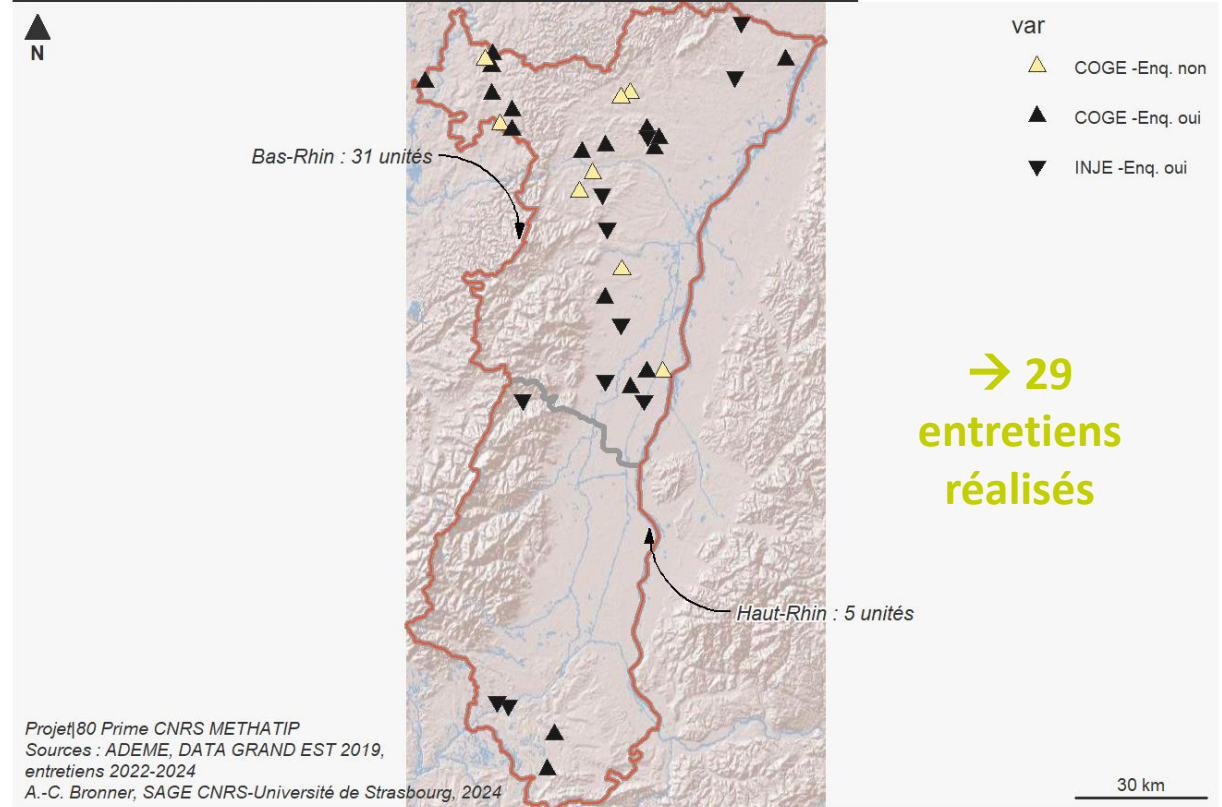 N
var
COGE -Enq. non
COGE -Enq. oui
INJE -Enq. oui
Bas-Rhin : 31 unités
→ 29
entretiens
réalisés
Haut-Rhin : 5 unités
Projet|80 Prime CNRS METHATIP
Sources : ADEME, DATA GRAND EST 2019,
entretiens 2022-2024
A.-C. Bronner, SAGE CNRS-Université de Strasbourg, 2024
30 km